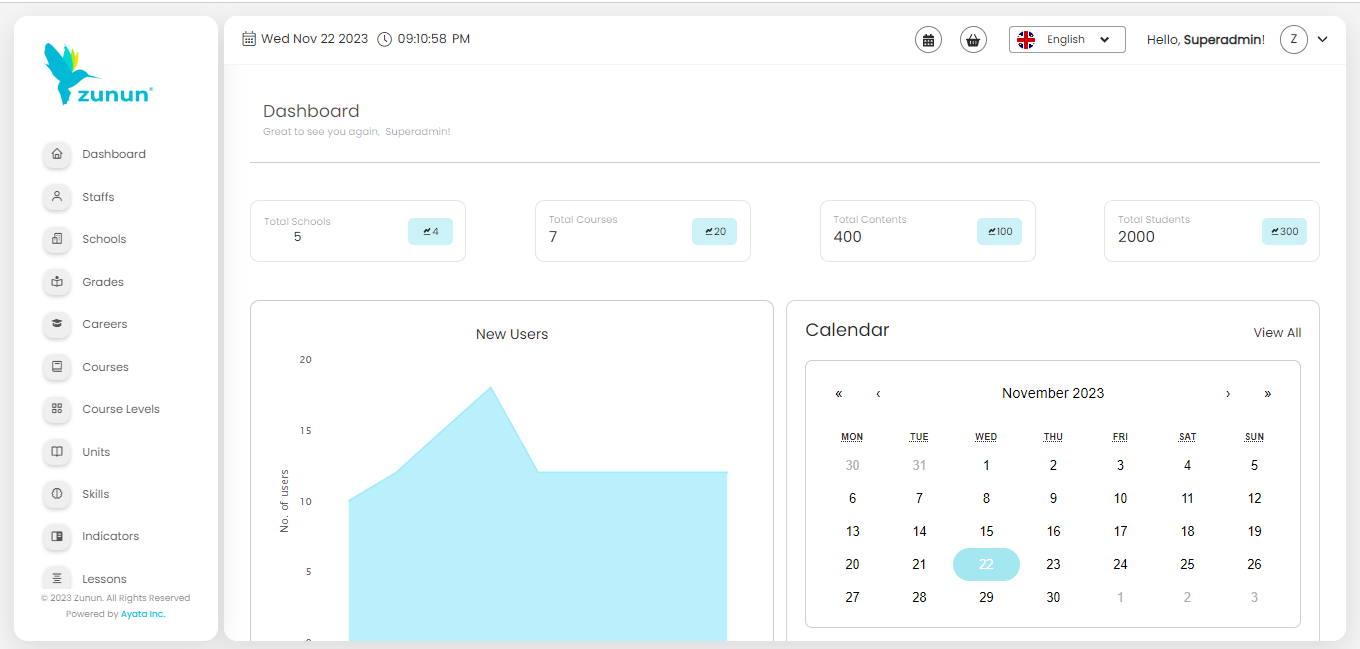 zunun®
Dashboard
Staffs
Schools
Grades
Careers
Courses
Course Levels
Units
Skills
Indicators
Lessons
© 2023 Zunun. All Rights Reserved
Powered by Ayata Inc.
Wed Nov 22 2023 09:10:58 PM
English
Hello, Superadmin!
Z
Dashboard
Great to see you again, Superadmin!
Total Schools
5
4
Total Courses
7
20
Total Contents
400
100
Total Students
2000
300
New Users
20
15
10
5
No. of users
Calendar
View All
« ‹ November 2023 › »
MON TUE WED THU FRI SAT SUN
30 31 1 2 3 4 5
6 7 8 9 10 11 12
13 14 15 16 17 18 19
20 21 22 23 24 25 26
27 28 29 30 1 2 3